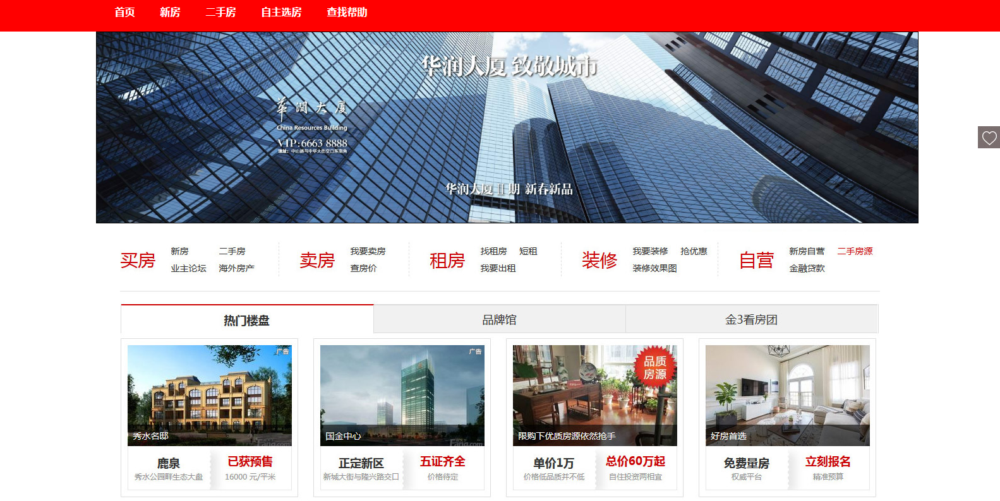 首页 新房 二手房 自主选房 查找帮助
华润大厦 致敬城市
華潤大厦
China Resources Building
VIP:6663 8888
地址：中山路与中华大街交口东南角
华润大厦 II 期 新春新品
买房 新房 二手房
业主论坛 海外房产
卖房 我要卖房
查房价
租房 找租房 短租
我要出租
装修 我要装修 抢优惠
装修效果图
自营 新房自营 二手房源
金融贷款
热门楼盘 品牌馆 金3看房团
广告
秀水名邸
Fang.com
鹿泉 已获预售
秀水公园畔生态大盘 16000 元/平米
广告
国金中心
Fang.com
正定新区 五证齐全
新城大街与隆兴路交口 价格待定
品质
房源
限购下优质房源依然抢手
单价1万 总价60万起
价格低品质并不低 自住投资两相宜
好房首选
免费量房 立刻报名
权威平台 精准预算